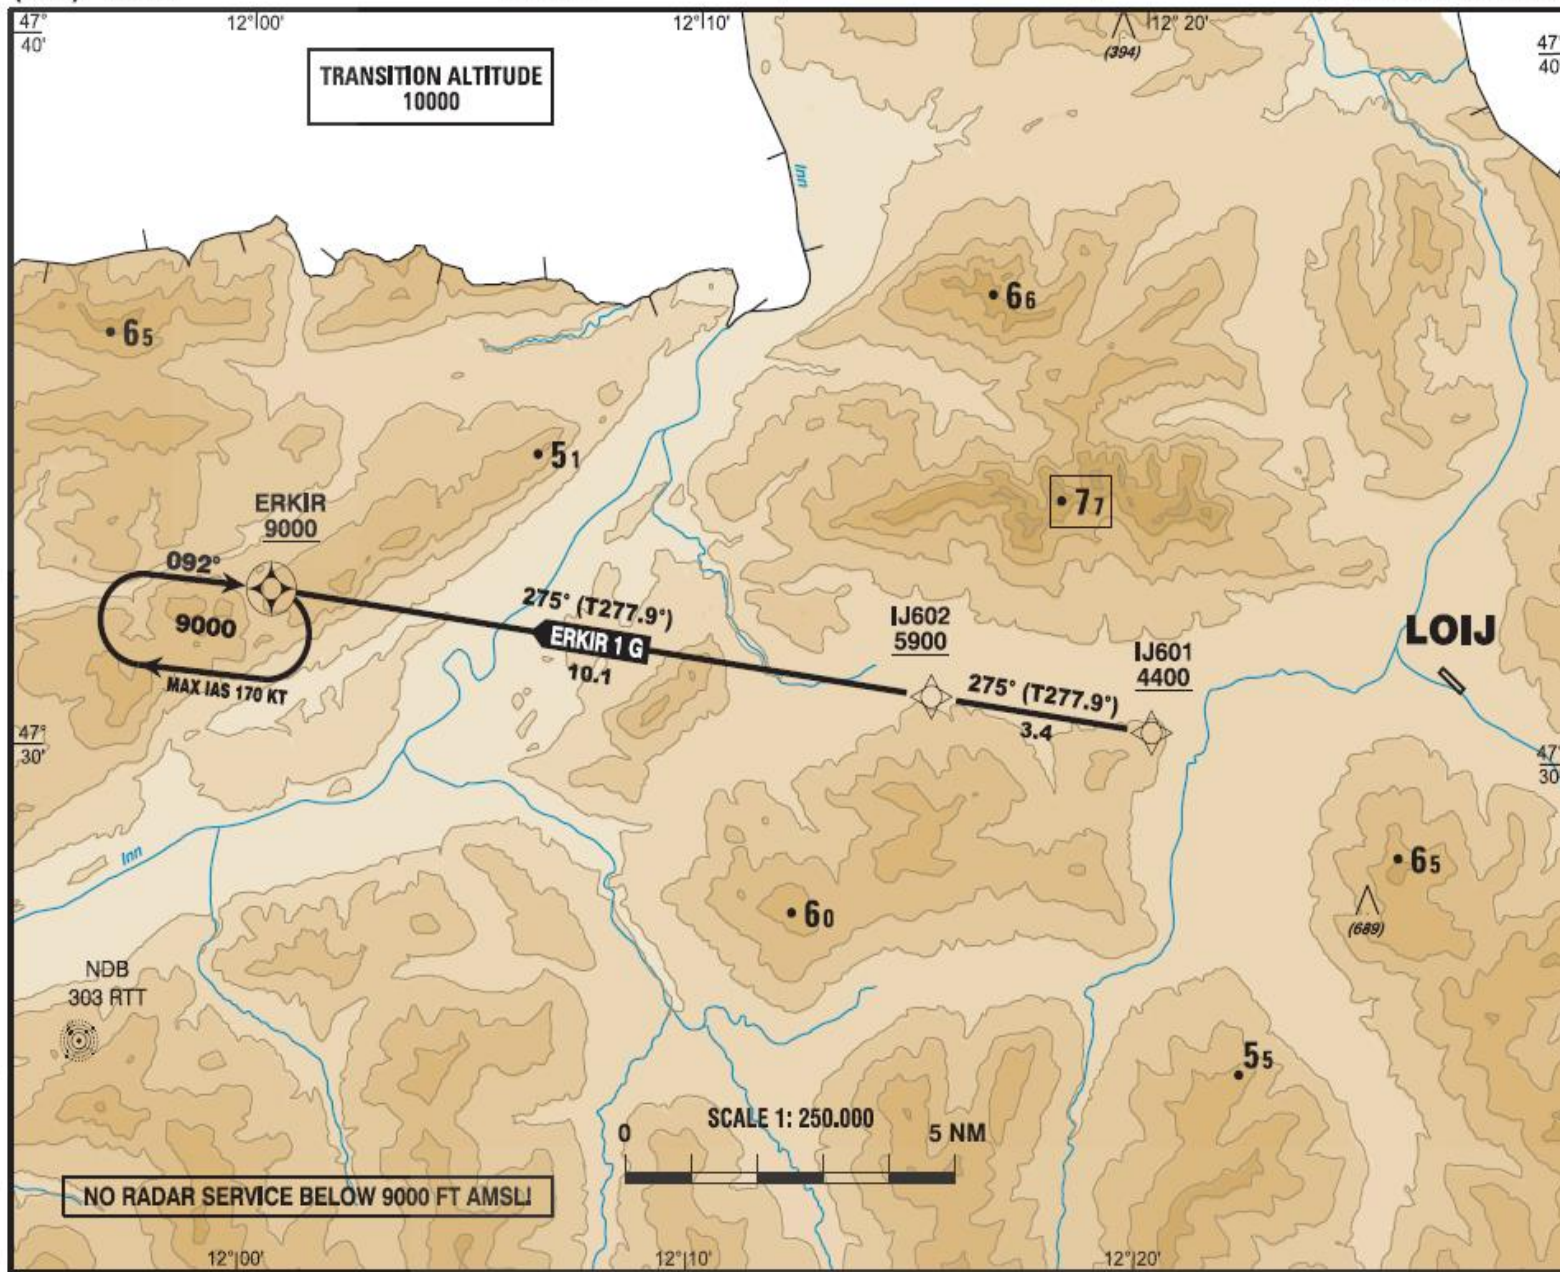 47°
40'
12°00'
12°10'
12° 20'
47°
40
(394)
TRANSITION ALTITUDE
10000
Inn
6 6
6 5
5 1
7 7
ERKIR
9000
092°
9000
MAX IAS 170 KT
275° (T277.9°)
ERKIR 1 G
10.1
IJ602
5900
275° (T277.9°)
3.4
IJ601
4400
LOIJ
47°
30'
47°
30
Inn
6 5
(689)
6 0
NDB
303 RTT
5 5
SCALE 1: 250.000
0 5 NM
NO RADAR SERVICE BELOW 9000 FT AMSL
12°00'
12°10'
12°20'